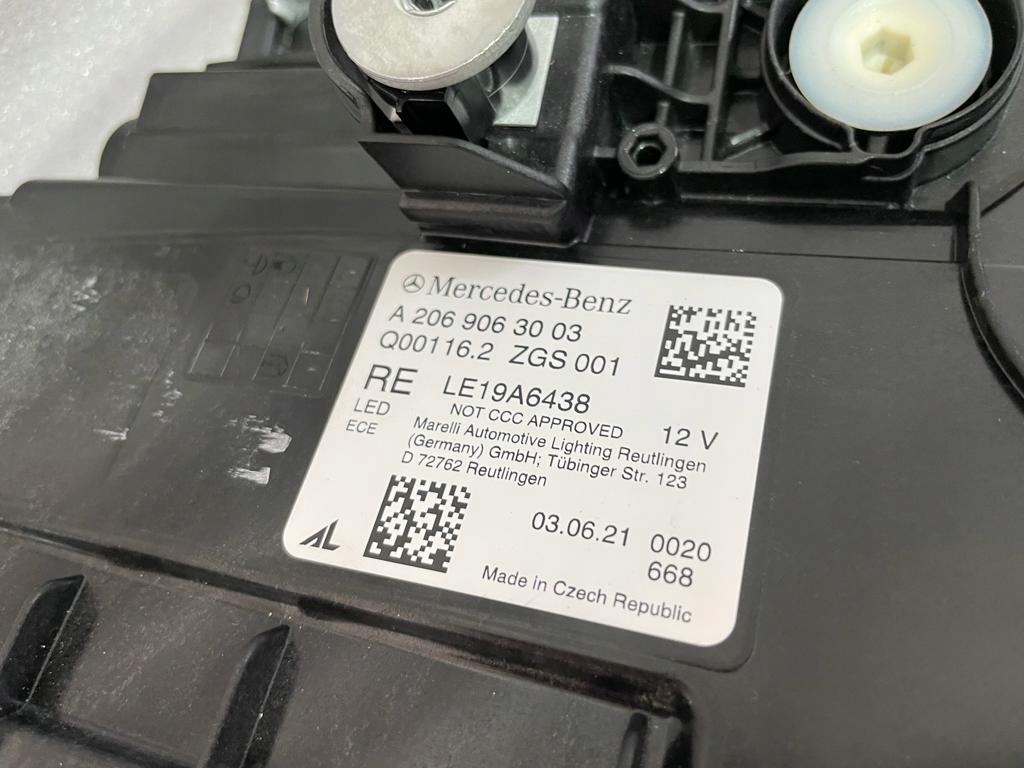 Mercedes-Benz
A 206 906 30 03
Q00116.2 ZGS 001
RE LE19A6438
LED NOT CCC APPROVED 12 V
ECE Marelli Automotive Lighting Reutlingen
(Germany) GmbH; Tübinger Str. 123
D 72762 Reutlingen
03.06.21 0020
668
AL
Made in Czech Republic